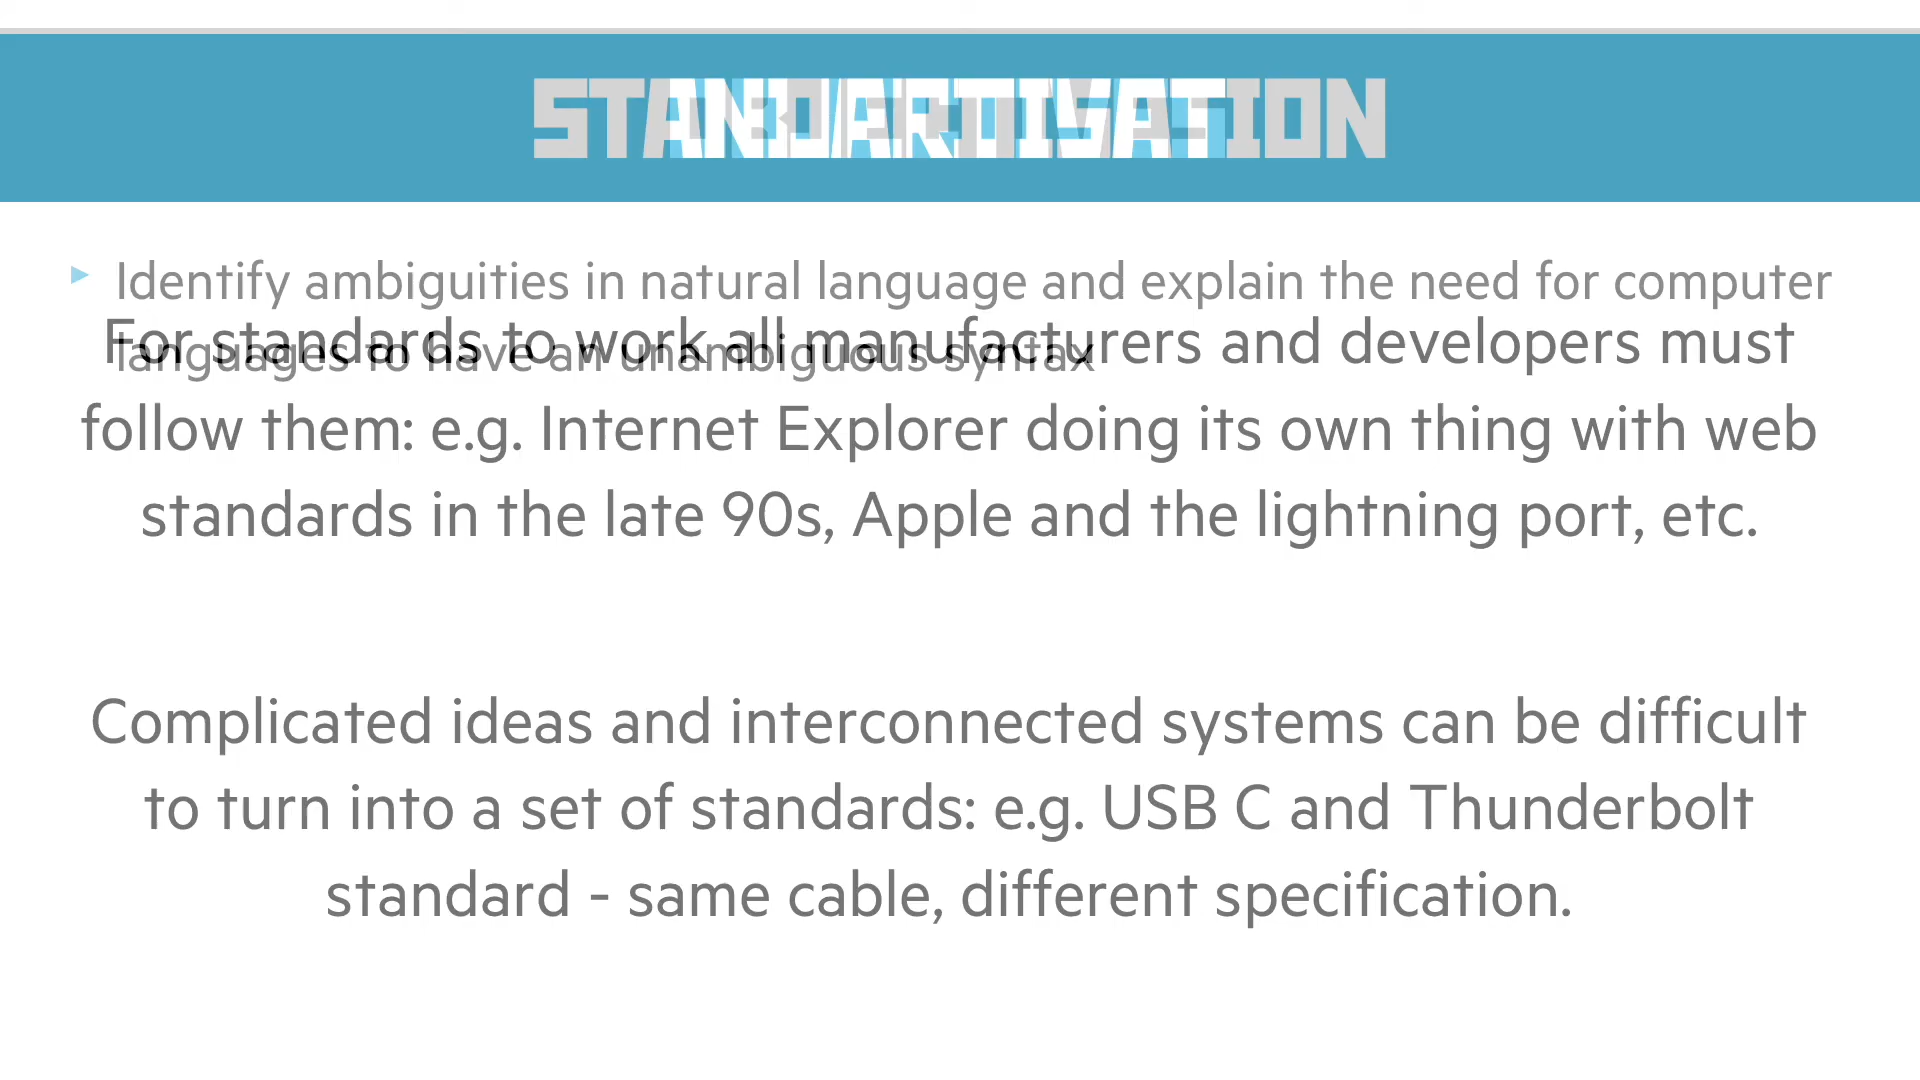 STANDARDISATION
Identify ambiguities in natural language and explain the need for computer
languages to have an unambiguous syntax
For standards to work all manufacturers and developers must
follow them: e.g. Internet Explorer doing its own thing with web
standards in the late 90s, Apple and the lightning port, etc.
Complicated ideas and interconnected systems can be difficult
to turn into a set of standards: e.g. USB C and Thunderbolt
standard - same cable, different specification.